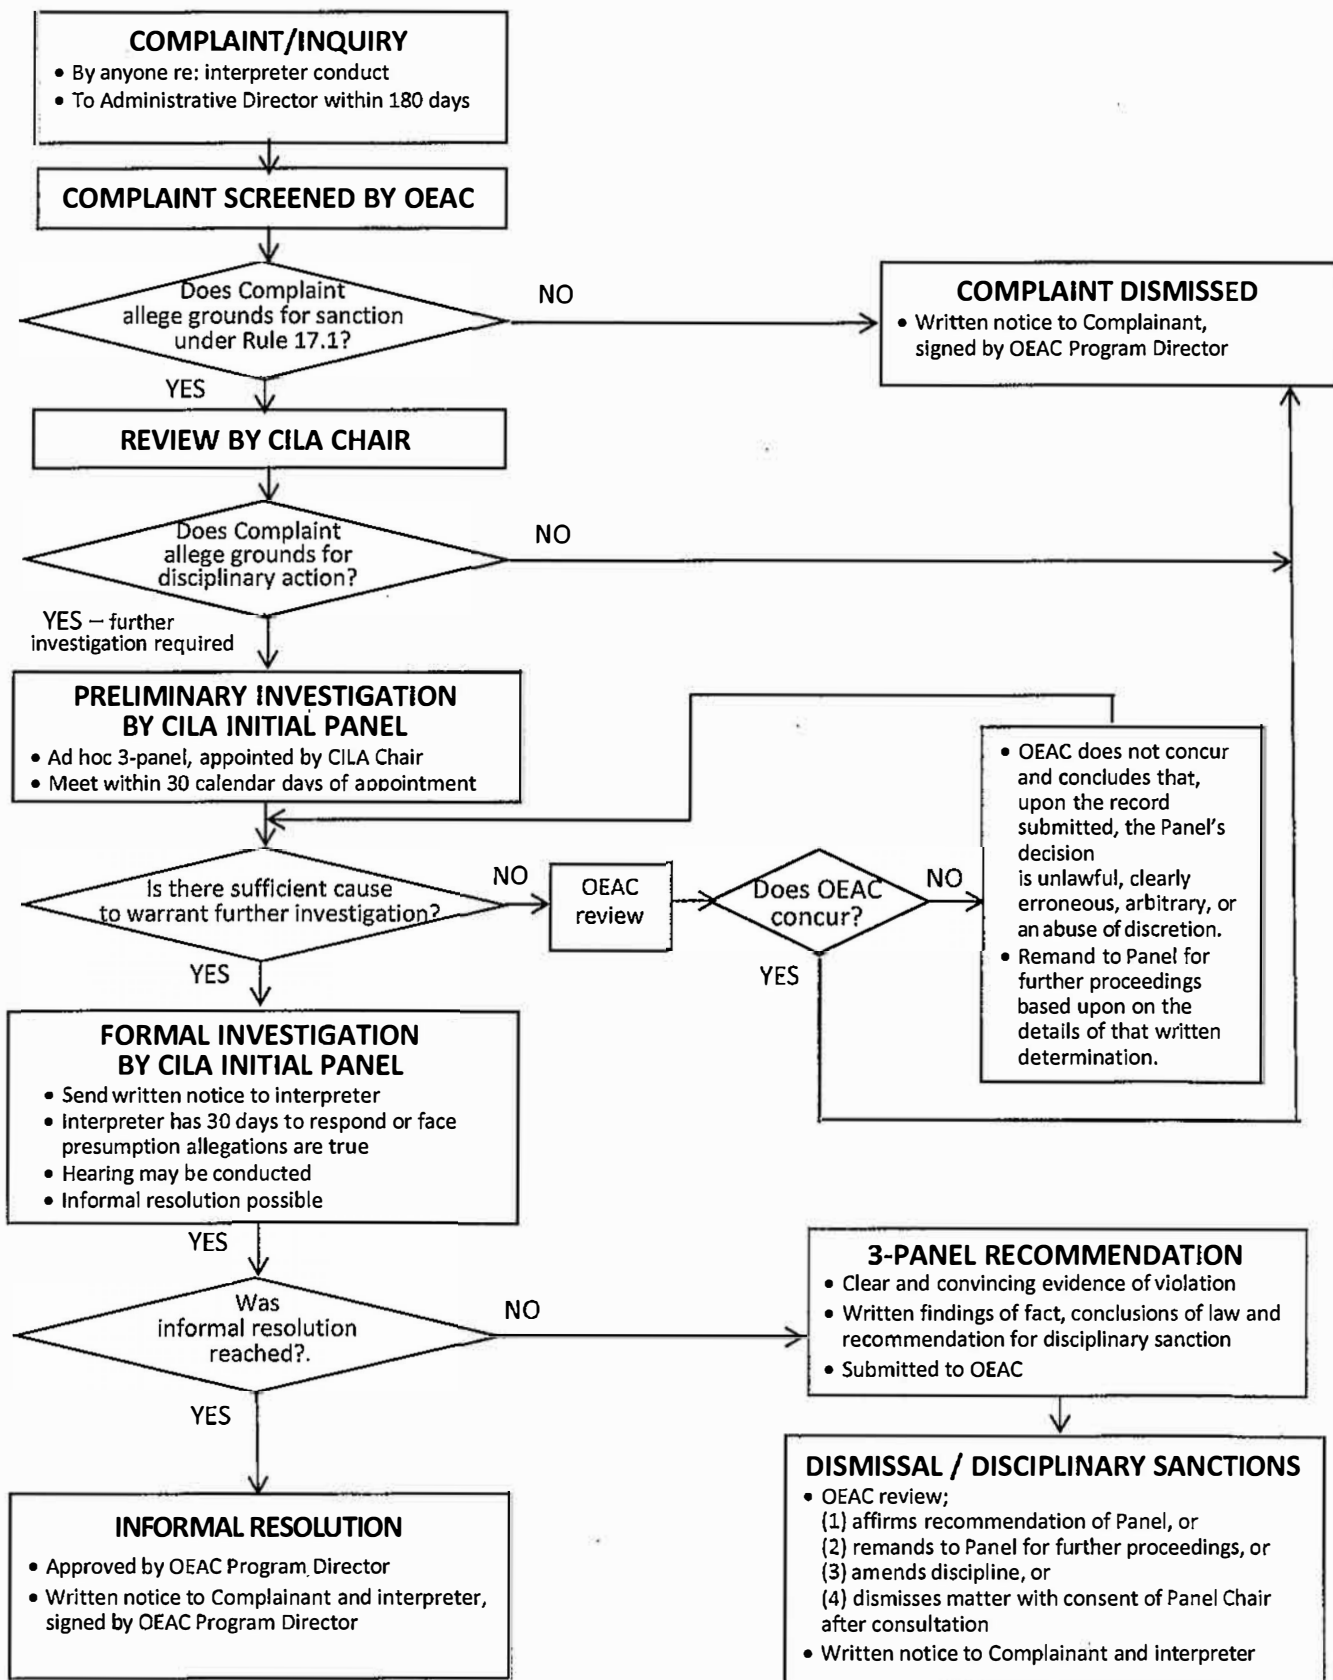 COMPLAINT/INQUIRY
• By anyone re: interpreter conduct
• To Administrative Director within 180 days
COMPLAINT SCREENED BY OEAC
Does Complaint
allege grounds for sanction
under Rule 17.1?
NO
COMPLAINT DISMISSED
• Written notice to Complainant,
signed by OEAC Program Director
YES
REVIEW BY CILA CHAIR
Does Complaint
allege grounds for
disciplinary action?
NO
YES – further
investigation required
PRELIMINARY INVESTIGATION
BY CILA INITIAL PANEL
• Ad hoc 3-panel, appointed by CILA Chair
• Meet within 30 calendar days of appointment
Is there sufficient cause
to warrant further investigation?
NO
OEAC
review
Does OEAC
concur?
NO
• OEAC does not concur
and concludes that,
upon the record
submitted, the Panel's
decision
is unlawful, clearly
erroneous, arbitrary, or
an abuse of discretion.
• Remand to Panel for
further proceedings
based upon on the
details of that written
determination.
YES
YES
FORMAL INVESTIGATION
BY CILA INITIAL PANEL
• Send written notice to interpreter
• Interpreter has 30 days to respond or face
presumption allegations are true
• Hearing may be conducted
• Informal resolution possible
YES
Was
informal resolution
reached?.
NO
3-PANEL RECOMMENDATION
• Clear and convincing evidence of violation
• Written findings of fact, conclusions of law and
recommendation for disciplinary sanction
• Submitted to OEAC
YES
INFORMAL RESOLUTION
• Approved by OEAC Program Director
• Written notice to Complainant and interpreter,
signed by OEAC Program Director
DISMISSAL / DISCIPLINARY SANCTIONS
• OEAC review;
(1) affirms recommendation of Panel, or
(2) remands to Panel for further proceedings, or
(3) amends discipline, or
(4) dismisses matter with consent of Panel Chair
after consultation
• Written notice to Complainant and interpreter